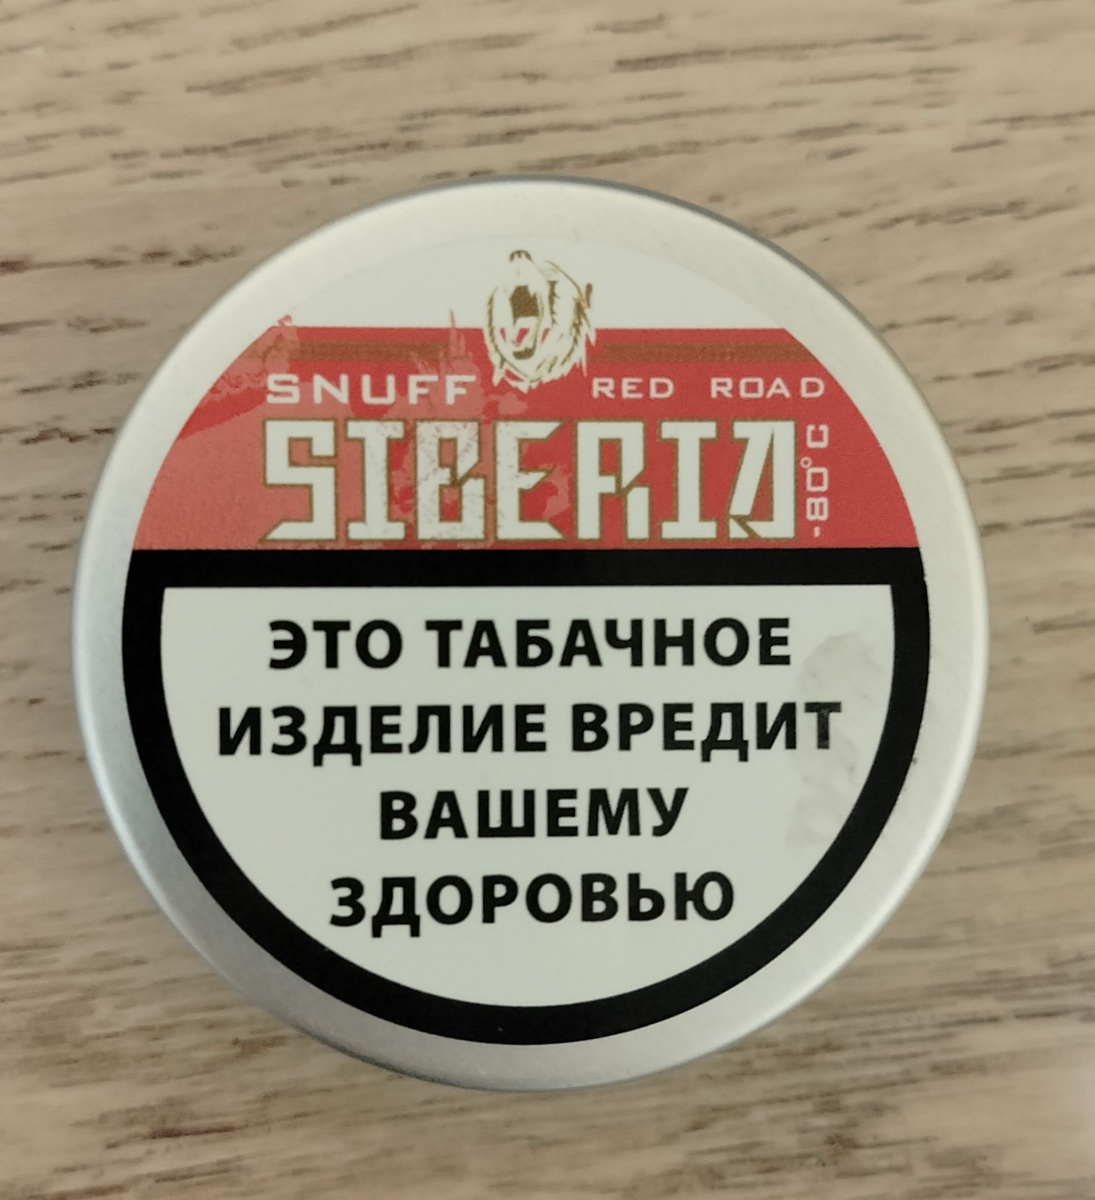 SNUFF RED ROAD
SIBERIA -80°C
ЭТО ТАБАЧНОЕ
ИЗДЕЛИЕ ВРЕДИТ
ВАШЕМУ
ЗДОРОВЬЮ